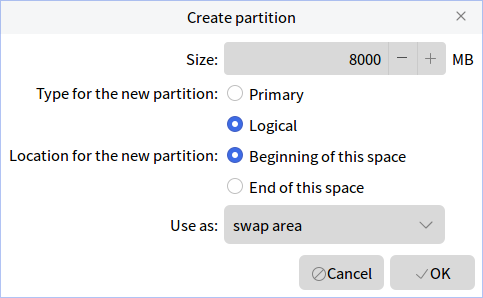 Create partition
Size: 8000 MB
Type for the new partition: Primary
Logical
Location for the new partition: Beginning of this space
End of this space
Use as: swap area
Cancel OK